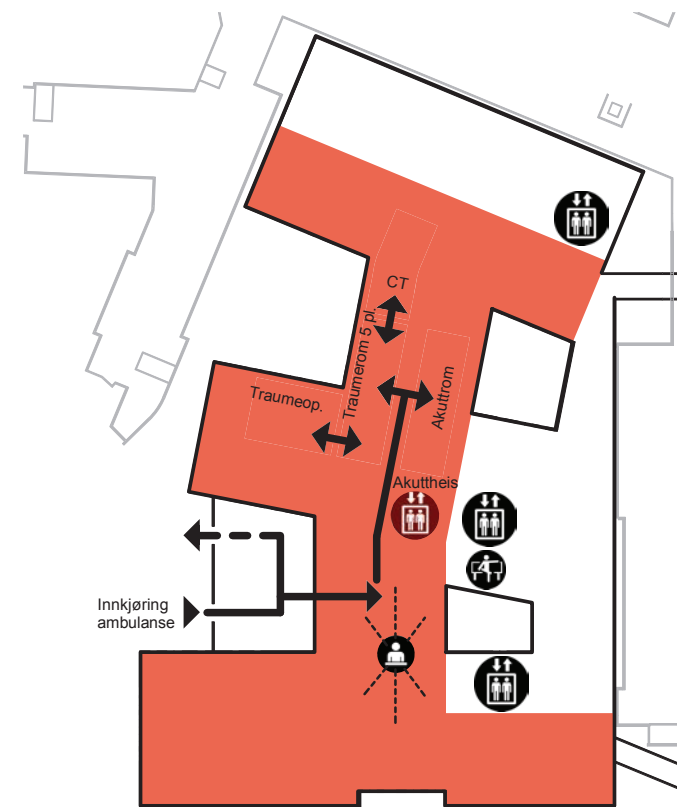 CT
Traumerom 5 pl.
Traumeop.
Akuttrom
Akuttheis
Innkjøring
ambulanse